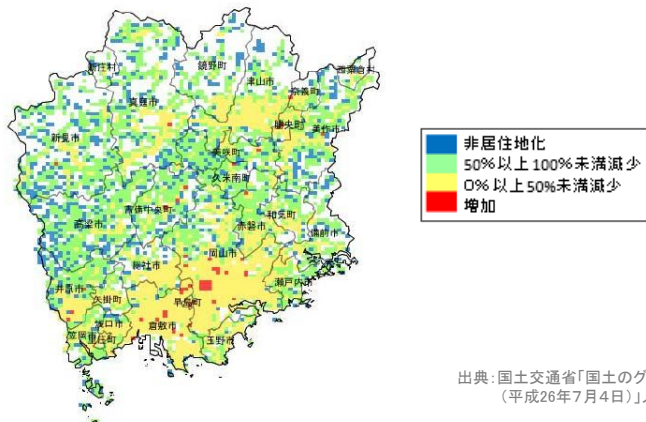 鏡野町
西粟倉村
新庄村
津山市
奈義町
真庭市
勝央町
美作市
新見市
美咲町
久米南町
吉備中央町
和気町
高梁市
赤磐市
備前市
岡山市
総社市
瀬戸内市
井原市
矢掛町
早島町
浅口市
倉敷市
笠岡市
里庄町
玉野市
非居住地化
50%以上100%未満減少
0%以上50%未満減少
増加
出典:国土交通省「国土のグ
(平成26年7月4日)」